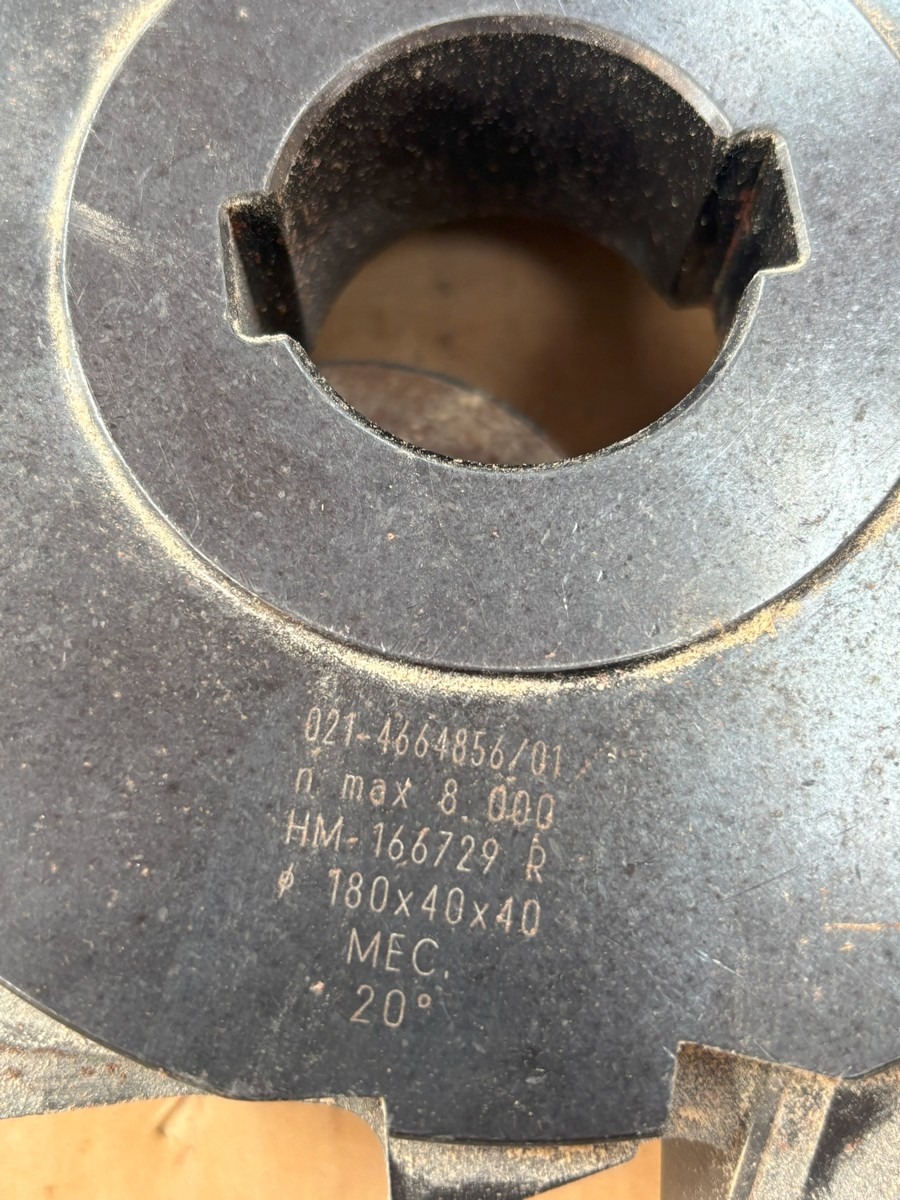 021-4664856/01
n max 8.000
HM-166729 R
ø 180x40x40
MEC.
20°